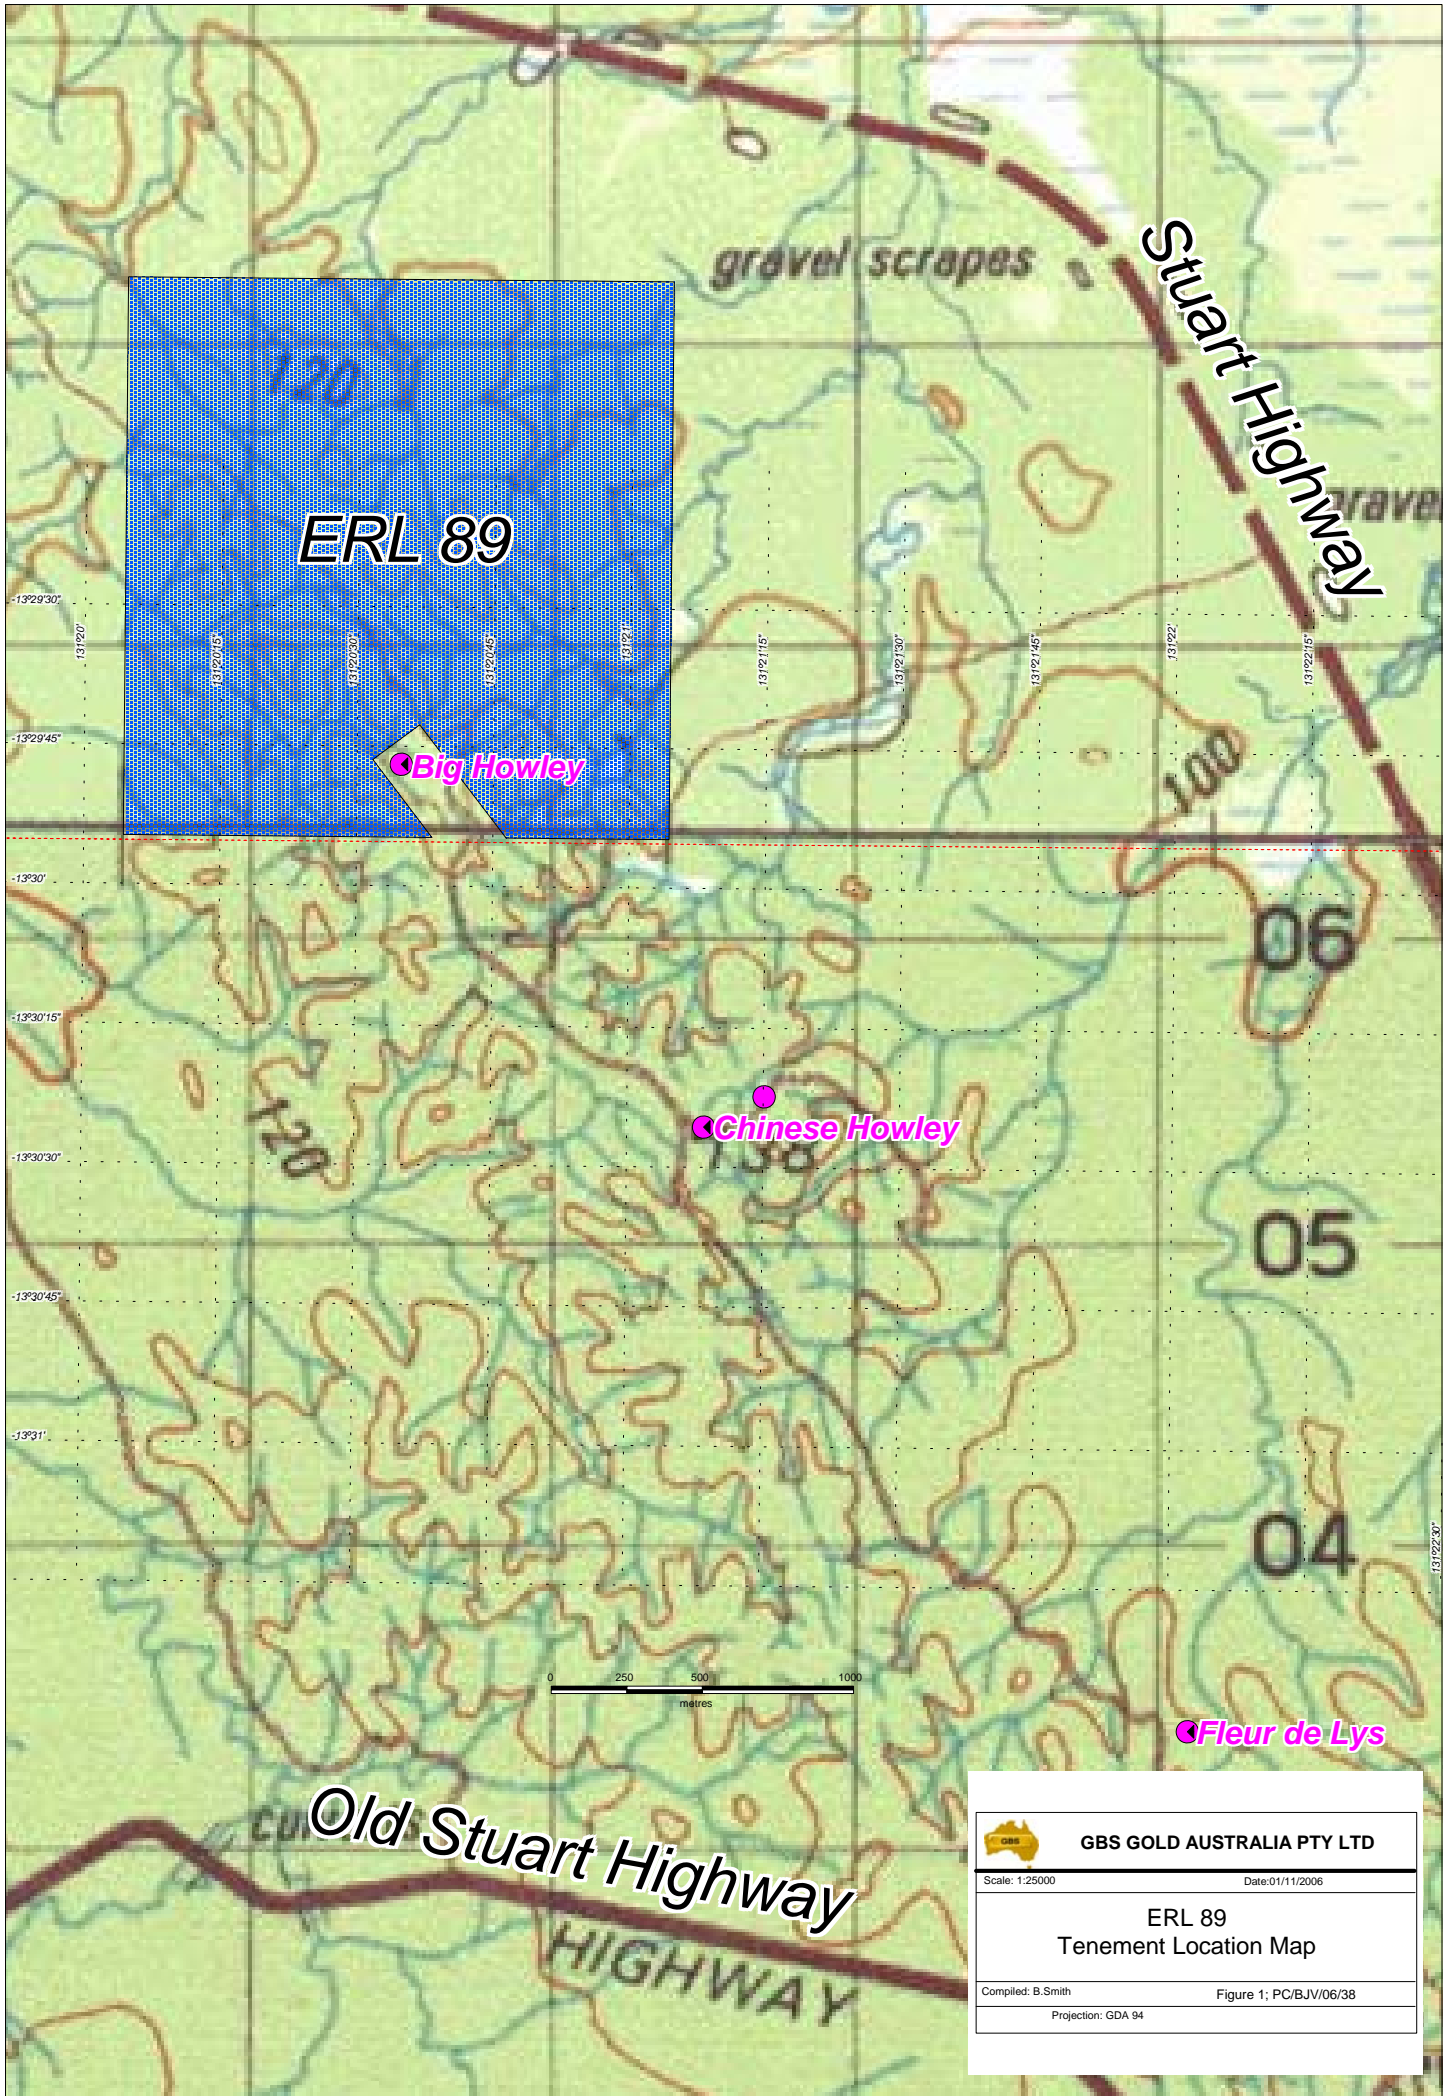 gravel scrapes
Stuart Highway
120
gravel
ERL 89
-13°29'30"
131°20'
131°20'15"
131°20'30"
131°20'45"
131°21'
131°21'15"
131°21'30"
131°21'45"
131°22'
131°22'15"
-13°29'45"
Big Howley
100
-13°30'
06
-13°30'15"
120
Chinese Howley
138
-13°30'30"
05
-13°30'45"
-13°31'
04
131°22'30"
0 250 500 1000
metres
Fleur de Lys
Old Stuart Highway
HIGHWAY
GBS
GBS GOLD AUSTRALIA PTY LTD
Scale: 1:25000 Date:01/11/2006
ERL 89
Tenement Location Map
Compiled: B.Smith Figure 1; PC/BJV/06/38
Projection: GDA 94